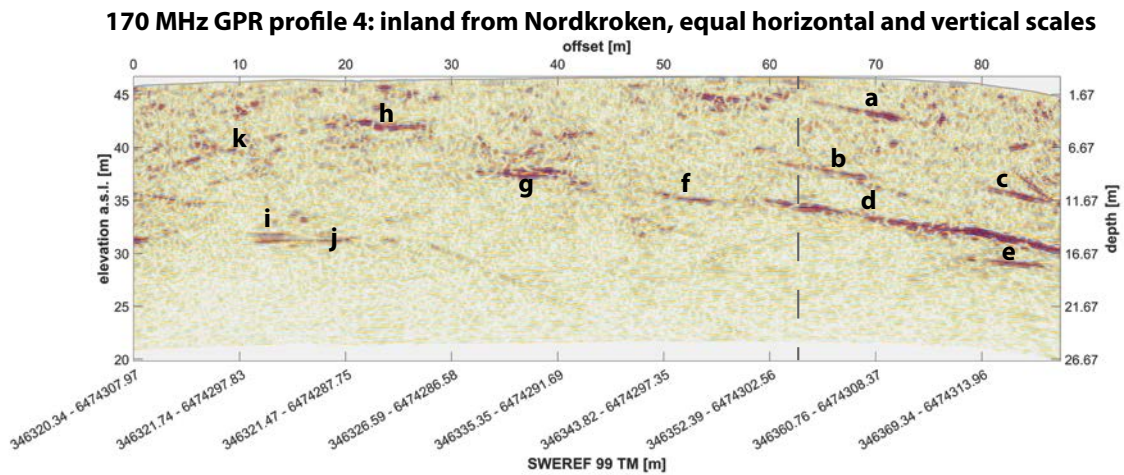 170 MHz GPR profile 4: inland from Nordkroken, equal horizontal and vertical scales
offset [m]
0 10 20 30 40 50 60 70 80
45 1.67
40 6.67
35 11.67
30 16.67
25 21.67
20 26.67
elevation a.s.l. [m]
depth [m]
a
h
k
b
g
f
c
d
i
j
e
346320.34 - 6474307.97
346321.74 - 6474297.83
346321.47 - 6474287.75
346326.59 - 6474286.58
346335.35 - 6474291.69
346343.82 - 6474297.35
346352.39 - 6474302.56
346360.76 - 6474308.37
346369.34 - 6474313.96
SWEREF 99 TM [m]